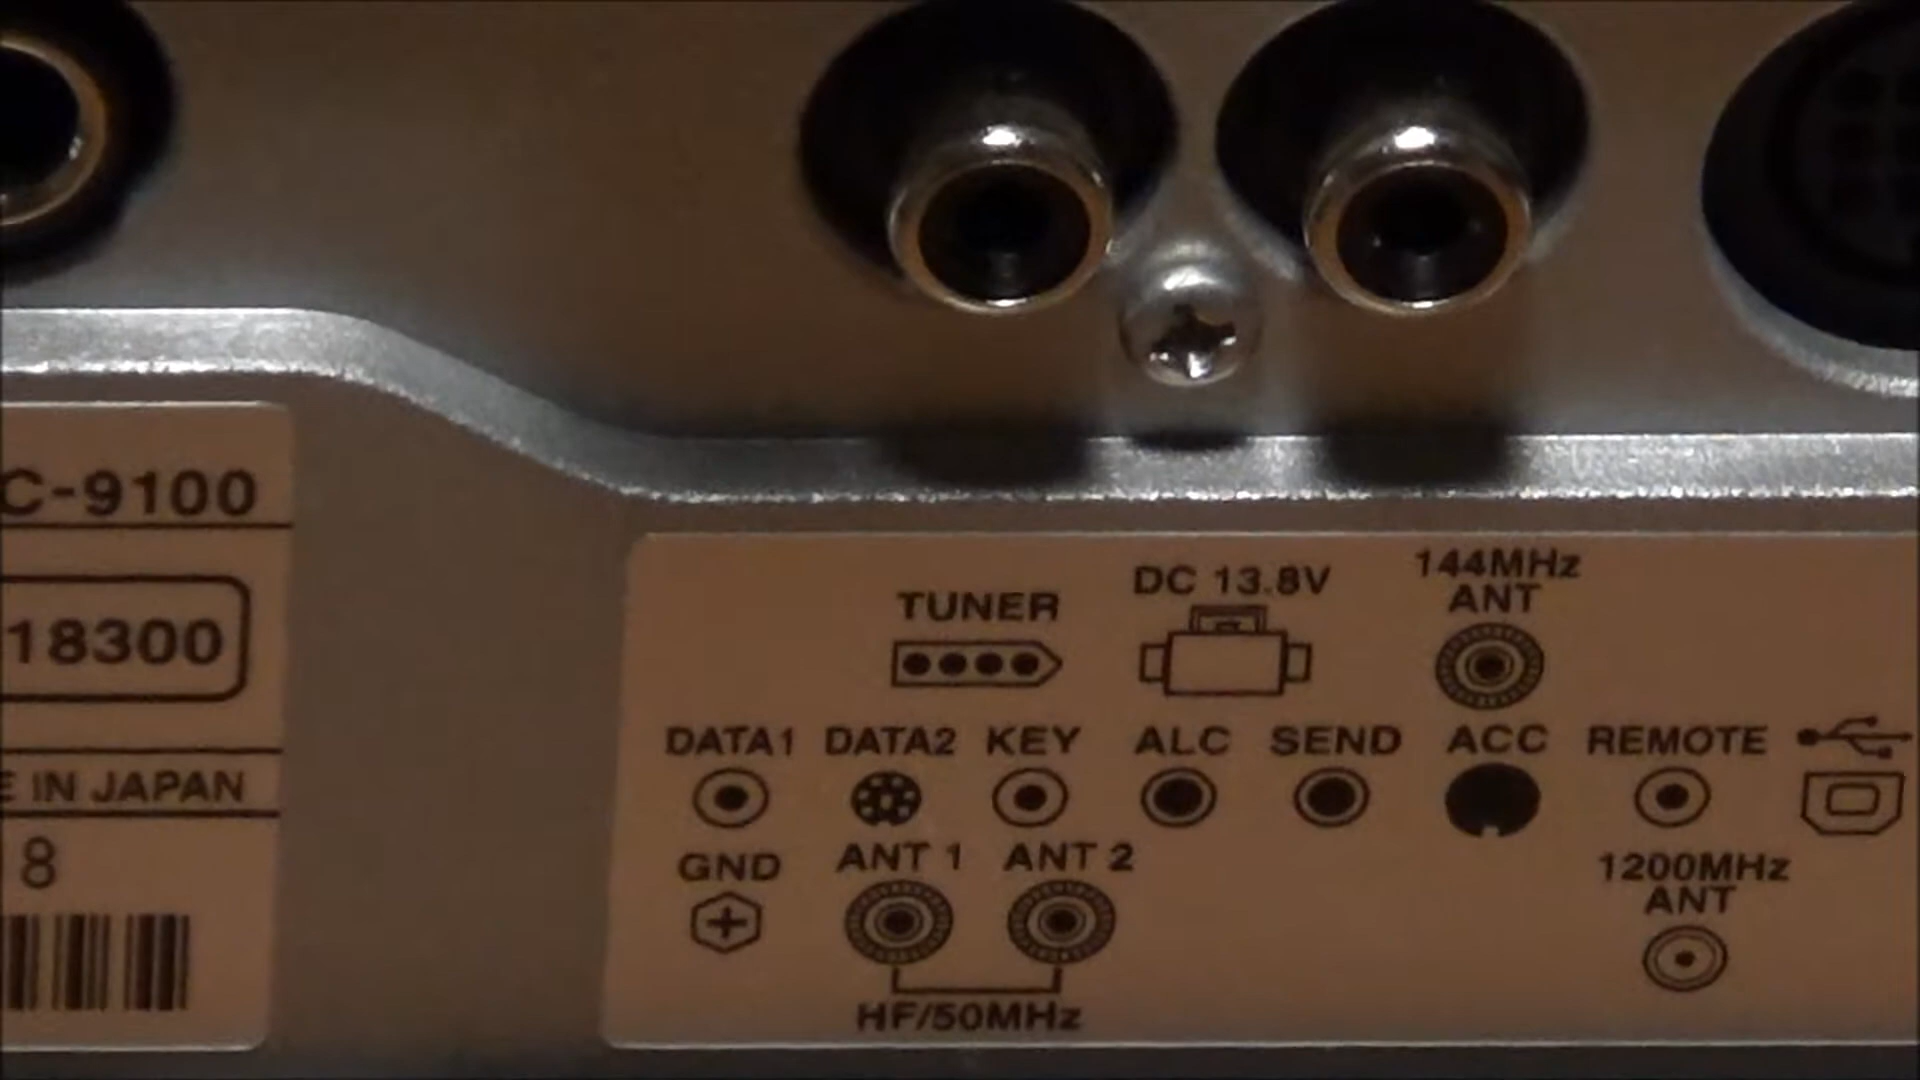 C-9100
18300
E IN JAPAN
8
TUNER
DC 13.8V
144MHz
ANT
DATA1 DATA2 KEY ALC SEND ACC REMOTE
GND ANT 1 ANT 2
1200MHz
ANT
HF/50MHz